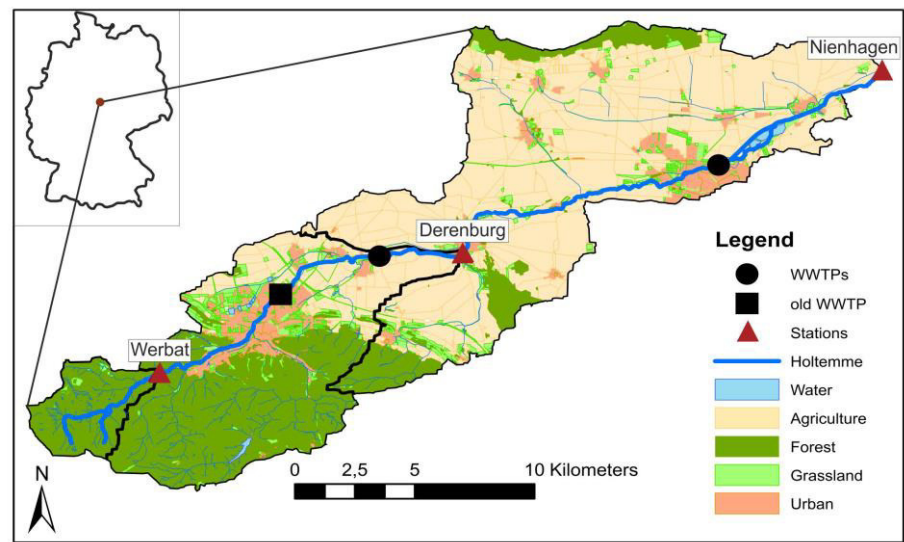 Nienhagen
Derenburg
Werbat
Legend
WWTPs
old WWTP
Stations
Holtemme
Water
Agriculture
Forest
Grassland
Urban
N
0 2,5 5 10 Kilometers